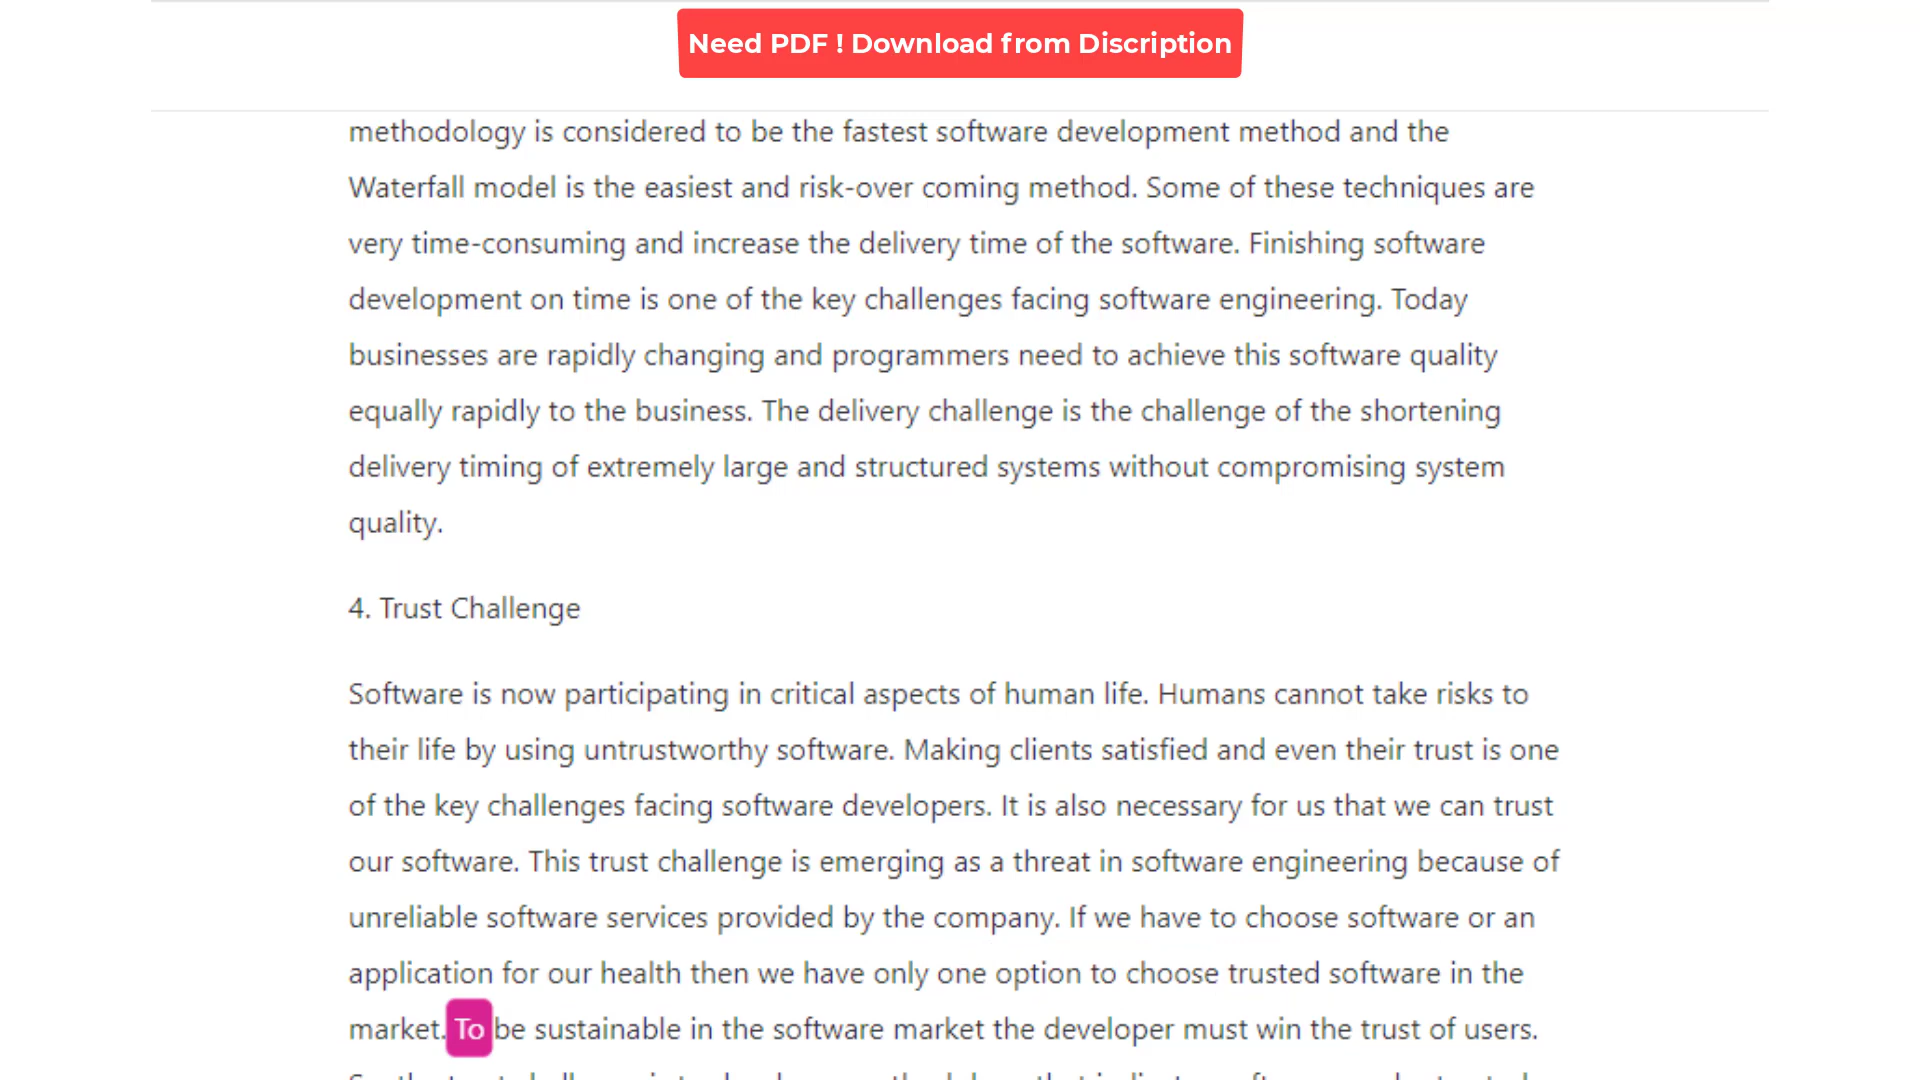 Need PDF ! Download from Discription
methodology is considered to be the fastest software development method and the
Waterfall model is the easiest and risk-over coming method. Some of these techniques are
very time-consuming and increase the delivery time of the software. Finishing software
development on time is one of the key challenges facing software engineering. Today
businesses are rapidly changing and programmers need to achieve this software quality
equally rapidly to the business. The delivery challenge is the challenge of the shortening
delivery timing of extremely large and structured systems without compromising system
quality.
4. Trust Challenge
Software is now participating in critical aspects of human life. Humans cannot take risks to
their life by using untrustworthy software. Making clients satisfied and even their trust is one
of the key challenges facing software developers. It is also necessary for us that we can trust
our software. This trust challenge is emerging as a threat in software engineering because of
unreliable software services provided by the company. If we have to choose software or an
application for our health then we have only one option to choose trusted software in the
market. To be sustainable in the software market the developer must win the trust of users.